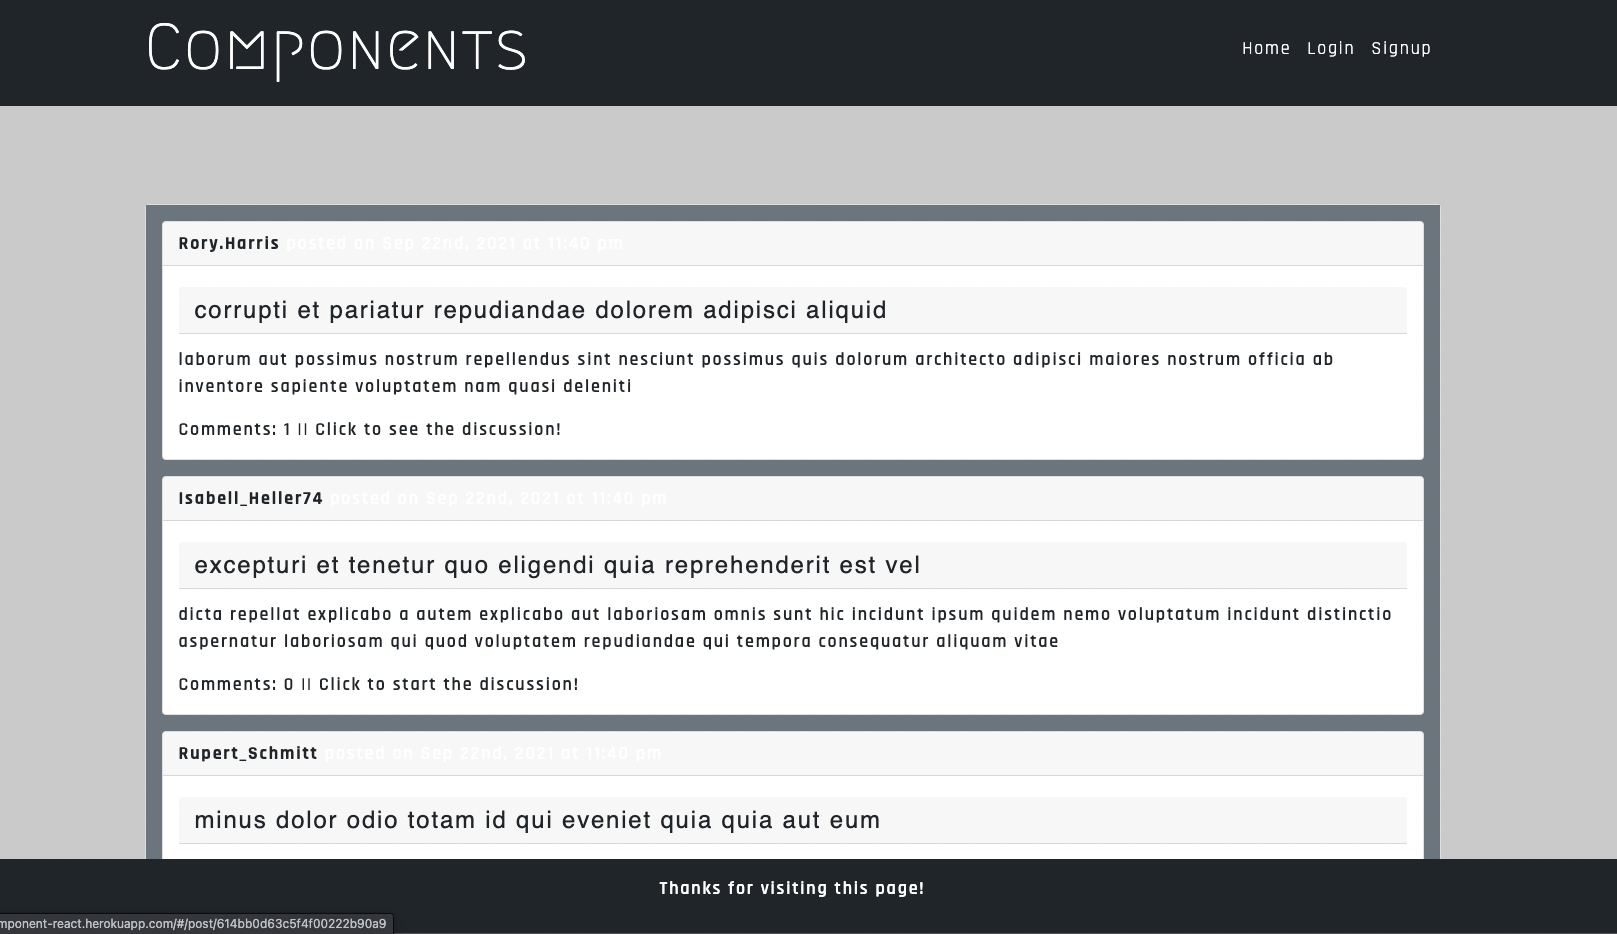 Components
Home Login Signup
Rory.Harris posted on Sep 22nd, 2021 at 11:40 pm
corrupti et pariatur repudiandae dolorem adipisci aliquid
laborum aut possimus nostrum repellendus sint nesciunt possimus quis dolorum architecto adipisci maiores nostrum officia ab
inventore sapiente voluptatem nam quasi deleniti
Comments: 1 || Click to see the discussion!
Isabell_Heller74 posted on Sep 22nd, 2021 at 11:40 pm
excepturi et tenetur quo eligendi quia reprehenderit est vel
dicta repellat explicabo a autem explicabo aut laboriosam omnis sunt hic incidunt ipsum quidem nemo voluptatum incidunt distinctio
aspernatur laboriosam qui quod voluptatem repudiandae qui tempora consequatur aliquam vitae
Comments: 0 || Click to start the discussion!
Rupert_Schmitt posted on Sep 22nd, 2021 at 11:40 pm
minus dolor odio totam id qui eveniet quia quia aut eum
Thanks for visiting this page!
mponent-react.herokuapp.com/#/post/614bb0d63c5f4f00222b90a9